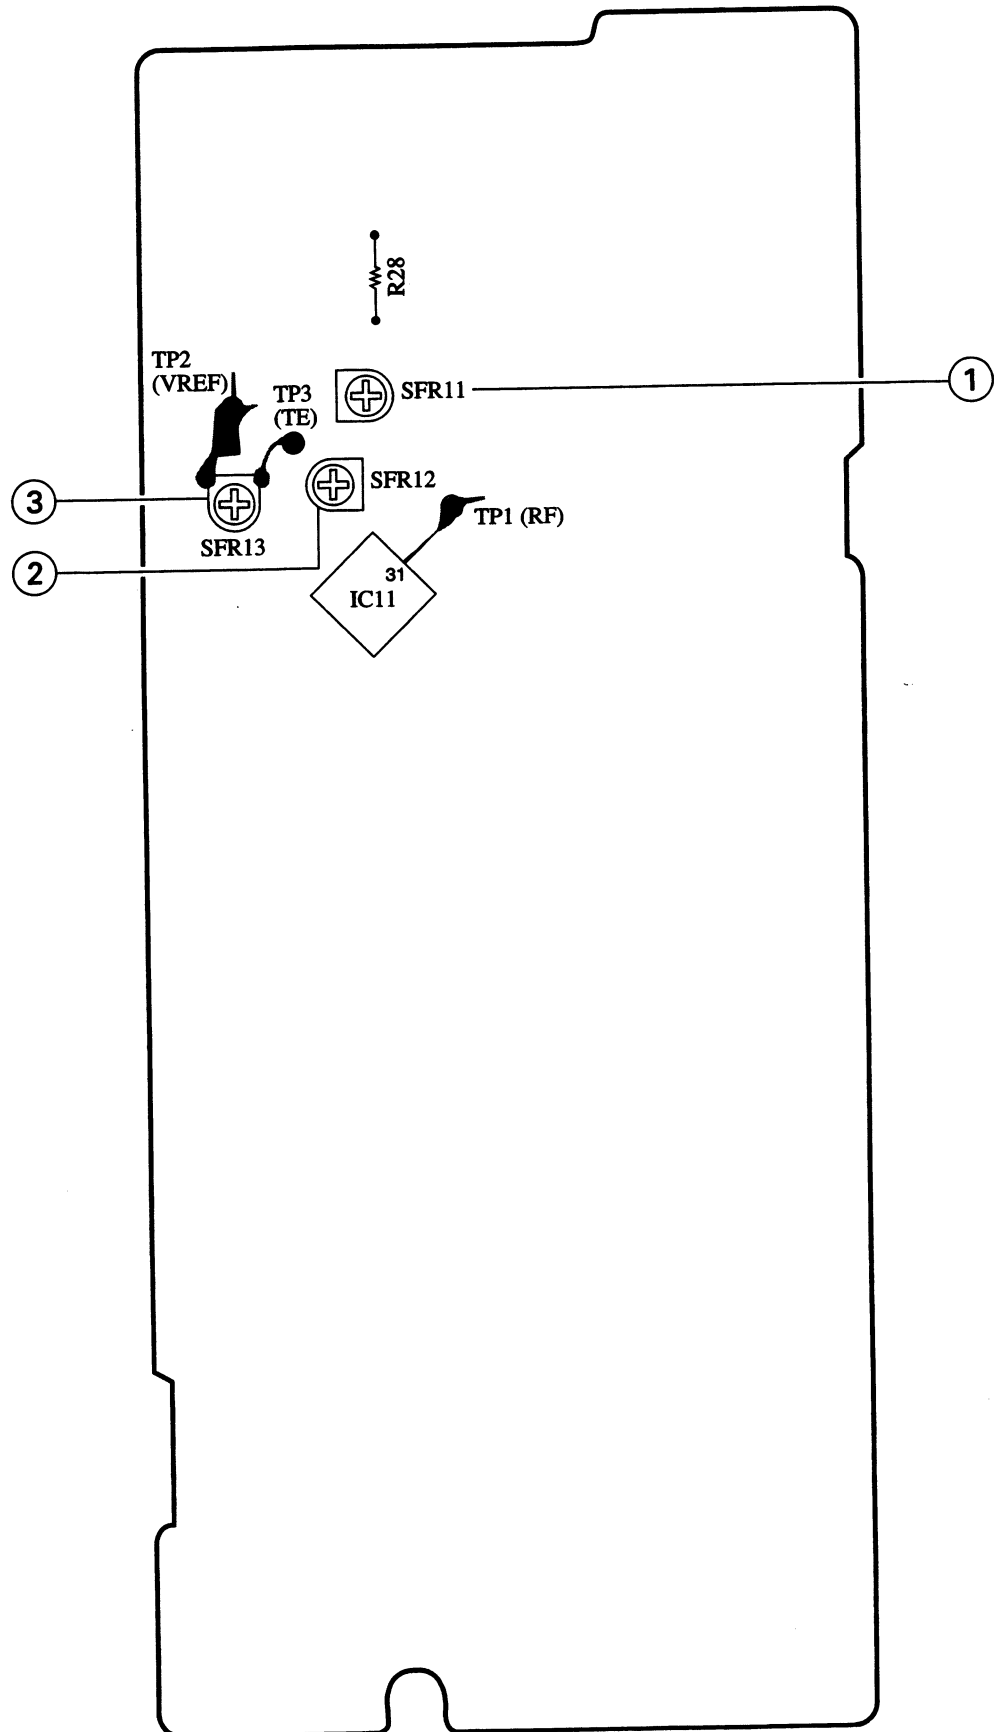 R28
TP2
(VREF)
TP3
(TE)
SFR11
1
SFR12
3
TP1 (RF)
SFR13
2
31
IC11